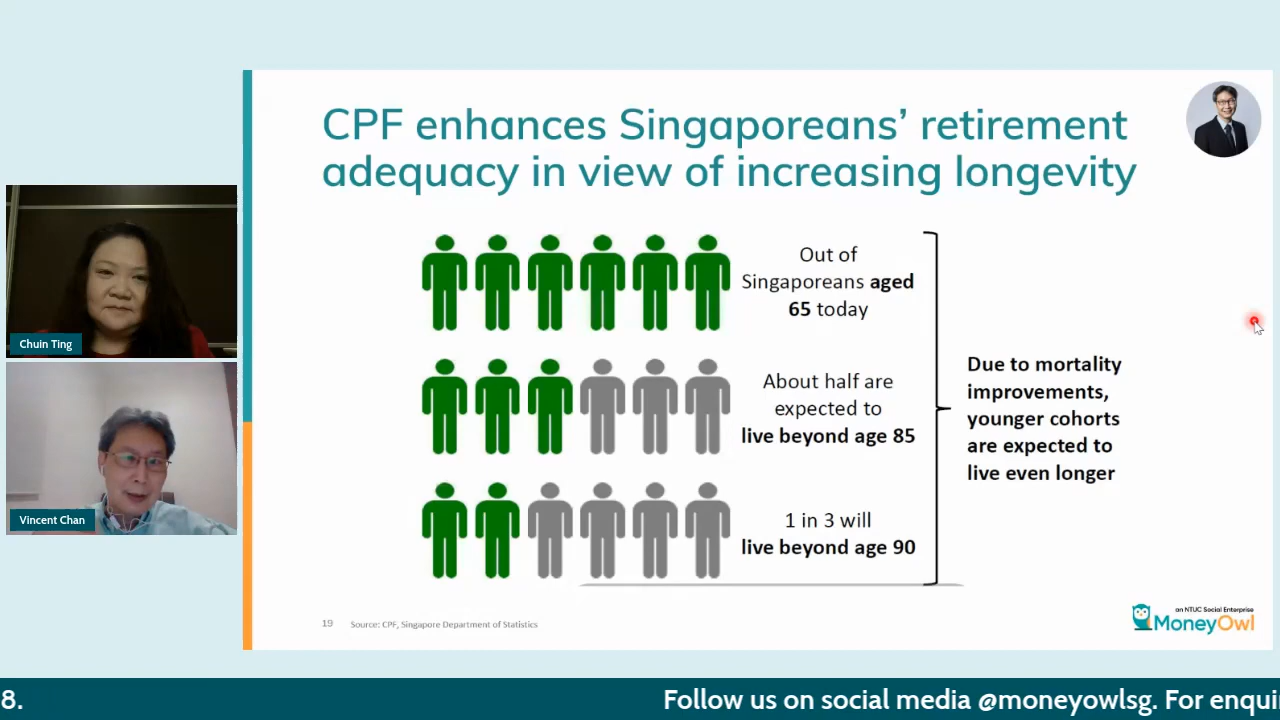 CPF enhances Singaporeans’ retirement
adequacy in view of increasing longevity
Out of
Singaporeans aged
65 today
About half are
expected to
live beyond age 85
1 in 3 will
live beyond age 90
Due to mortality
improvements,
younger cohorts
are expected to
live even longer
Chuin Ting
Vincent Chan
19
Source: CPF, Singapore Department of Statistics
an NTUC Social Enterprise
MoneyOwl
8.
Follow us on social media @moneyowlsg. For enqui